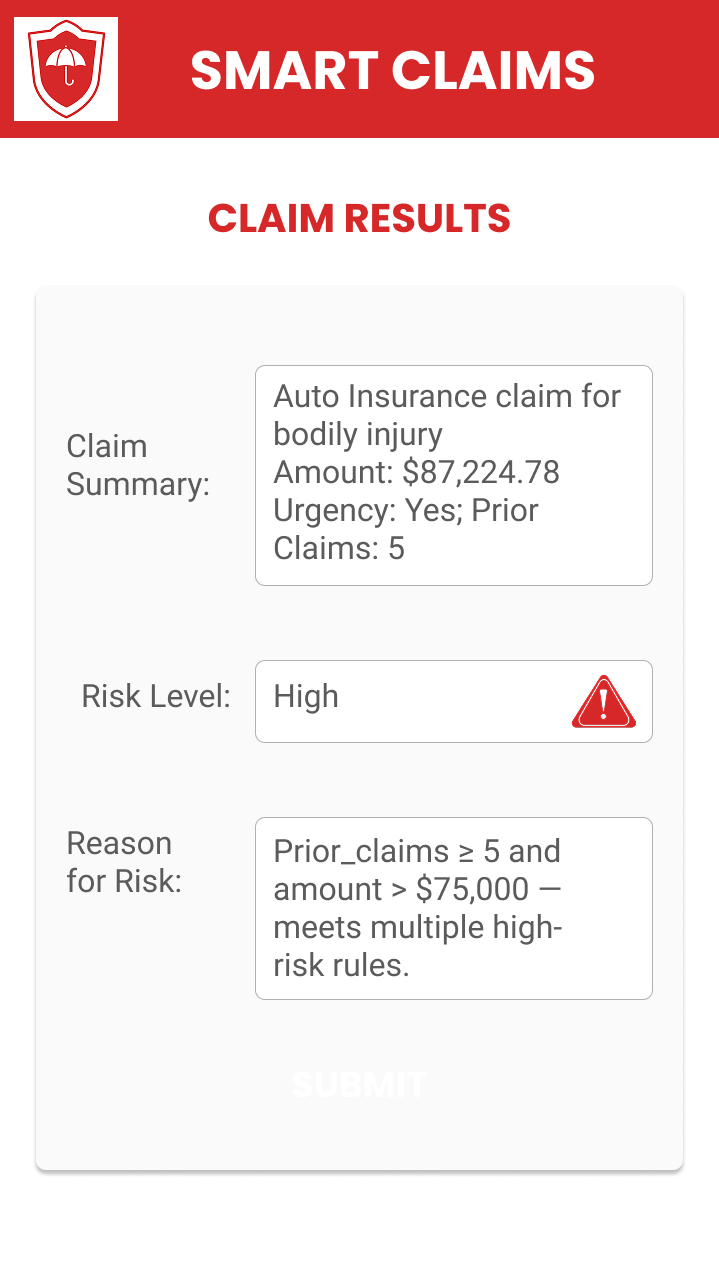 SMART CLAIMS
CLAIM RESULTS
Claim
Summary:
Auto Insurance claim for
bodily injury
Amount: $87,224.78
Urgency: Yes; Prior
Claims: 5
Risk Level:
High
Reason
for Risk:
Prior_claims ≥ 5 and
amount > $75,000 —
meets multiple high-
risk rules.
SUBMIT